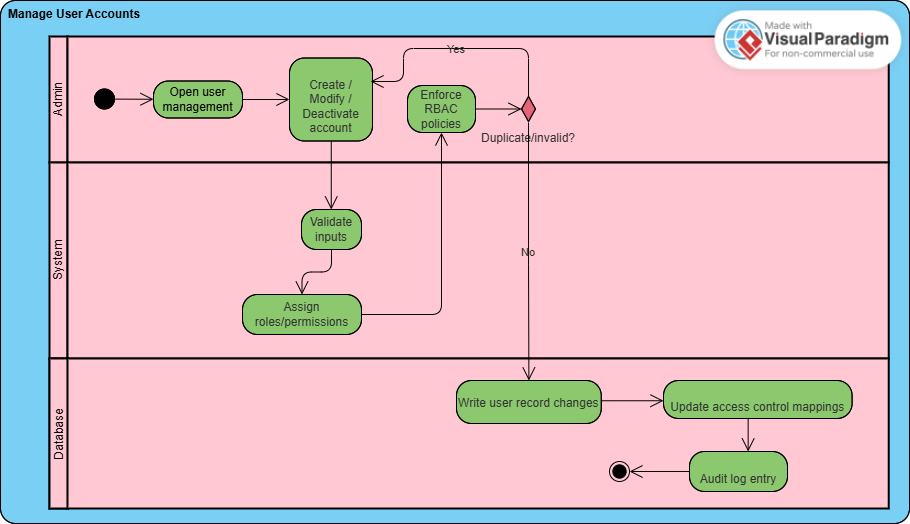 Manage User Accounts
Made with
VisualParadigm
For non-commercial use
Admin
Open user
management
Create /
Modify /
Deactivate
account
Yes
Enforce
RBAC
policies
Duplicate/invalid?
System
Validate
inputs
No
Assign
roles/permissions
Database
Write user record changes
Update access control mappings
Audit log entry